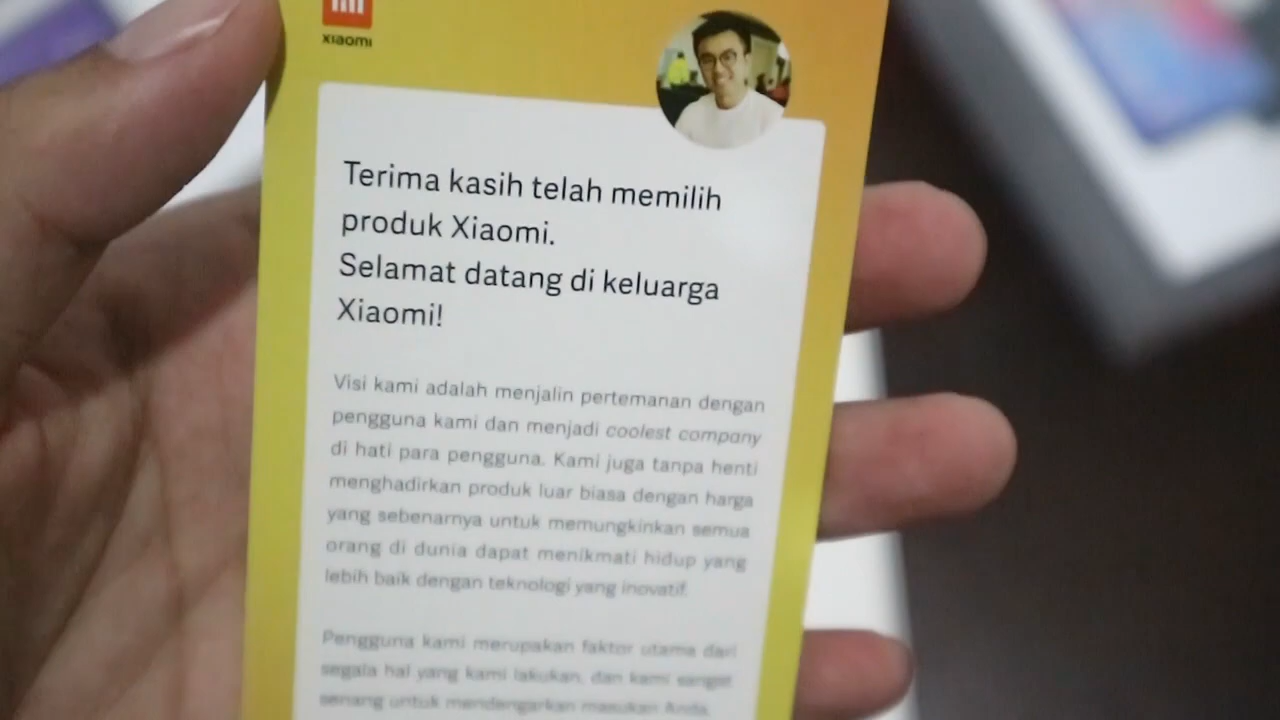 xiaomi
Terima kasih telah memilih
produk Xiaomi.
Selamat datang di keluarga
Xiaomi!
Visi kami adalah menjalin pertemanan dengan
pengguna kami dan menjadi coolest company
di hati para pengguna. Kami juga tanpa henti
menghadirkan produk luar biasa dengan harga
yang sebenarnya untuk memungkinkan semua
orang di dunia dapat menikmati hidup yang
lebih baik dengan teknologi yang inovatif.
Pengguna kami merupakan faktor utama dari
segala hal yang kami lakukan, dan kami sangat
senang untuk mendengarkan masukan Anda.